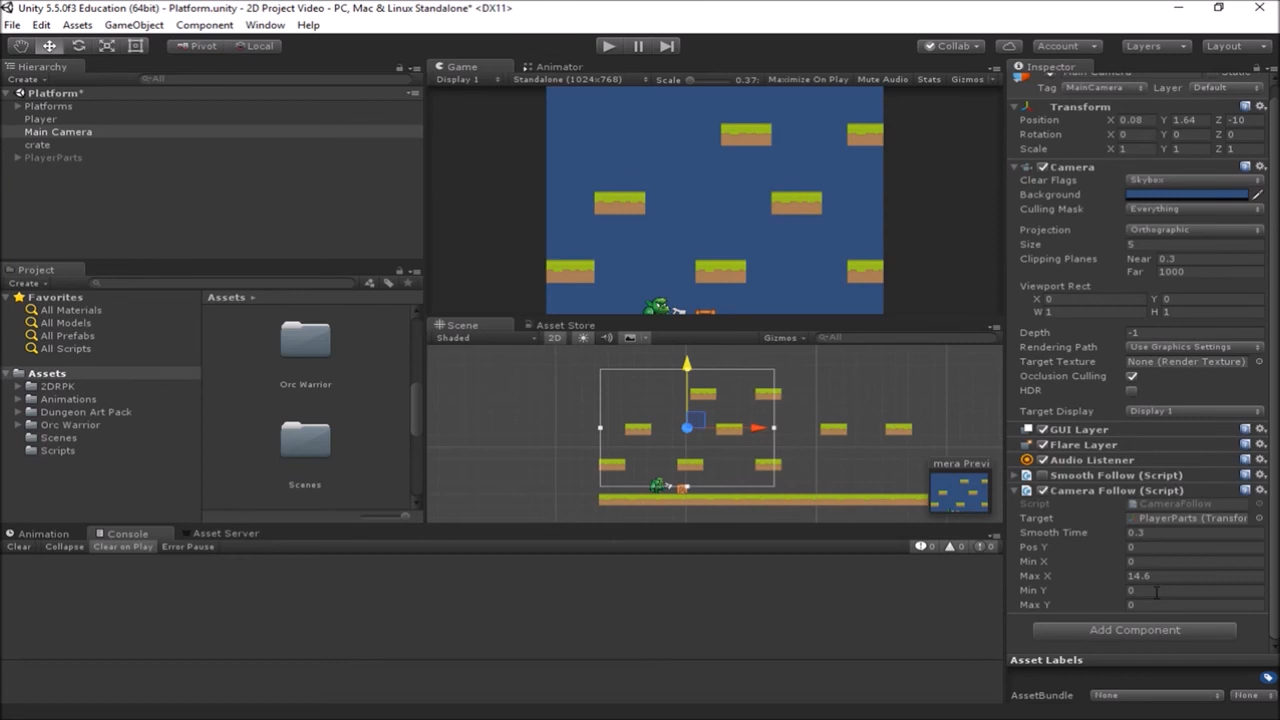 Unity 5.5.0f3 Education (64bit) - Platform.unity - 2D Project Video - PC, Mac & Linux Standalone* <DX11>
File Edit Assets GameObject Component Window Help
Pivot Local Collab Account Layers Layout
Hierarchy
Create All
Platform*
Platforms
Player
Main Camera
crate
PlayerParts
Project
Create
Favorites
All Materials
All Models
All Prefabs
All Scripts
Assets
2DRPK
Animations
Dungeon Art Pack
Orc Warrior
Scenes
Scripts
Assets
Orc Warrior
Scenes
Game Animator
Display 1 Standalone (1024x768) Scale 0.37: Maximize On Play Mute Audio Stats Gizmos
Scene Asset Store
Shaded 2D Gizmos All
mera Previ
Animation Console Asset Server
Clear Collapse Clear on Play Error Pause 0 0 0
Inspector
Main Camera Static
Tag MainCamera Layer Default
Transform
Position X 0.08 Y 1.64 Z -10
Rotation X 0 Y 0 Z 0
Scale X 1 Y 1 Z 1
Camera
Clear Flags Skybox
Background
Culling Mask Everything
Projection Orthographic
Size 5
Clipping Planes Near 0.3
Far 1000
Viewport Rect
X 0 Y 0
W 1 H 1
Depth -1
Rendering Path Use Graphics Settings
Target Texture None (Render Texture)
Occlusion Culling
HDR
Target Display Display 1
GUI Layer
Flare Layer
Audio Listener
Smooth Follow (Script)
Camera Follow (Script)
Script CameraFollow
Target PlayerParts (Transfor
Smooth Time 0.3
Pos Y 0
Min X 0
Max X 14.6
Min Y 0
Max Y 0
Add Component
Asset Labels
AssetBundle None None